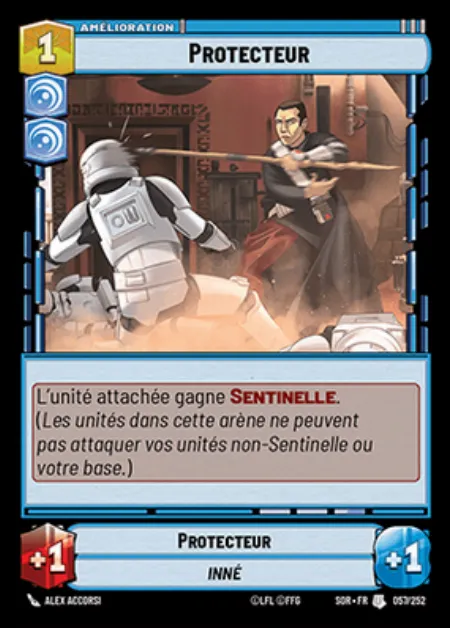 AMÉLIORATION
1
PROTECTEUR
L'unité attachée gagne SENTINELLE.
(Les unités dans cette arène ne peuvent
pas attaquer vos unités non-Sentinelle ou
votre base.)
+1
PROTECTEUR
+1
INNÉ
ALEX ACCORSI
©LFL ©FFG
SOR • FR
057/252